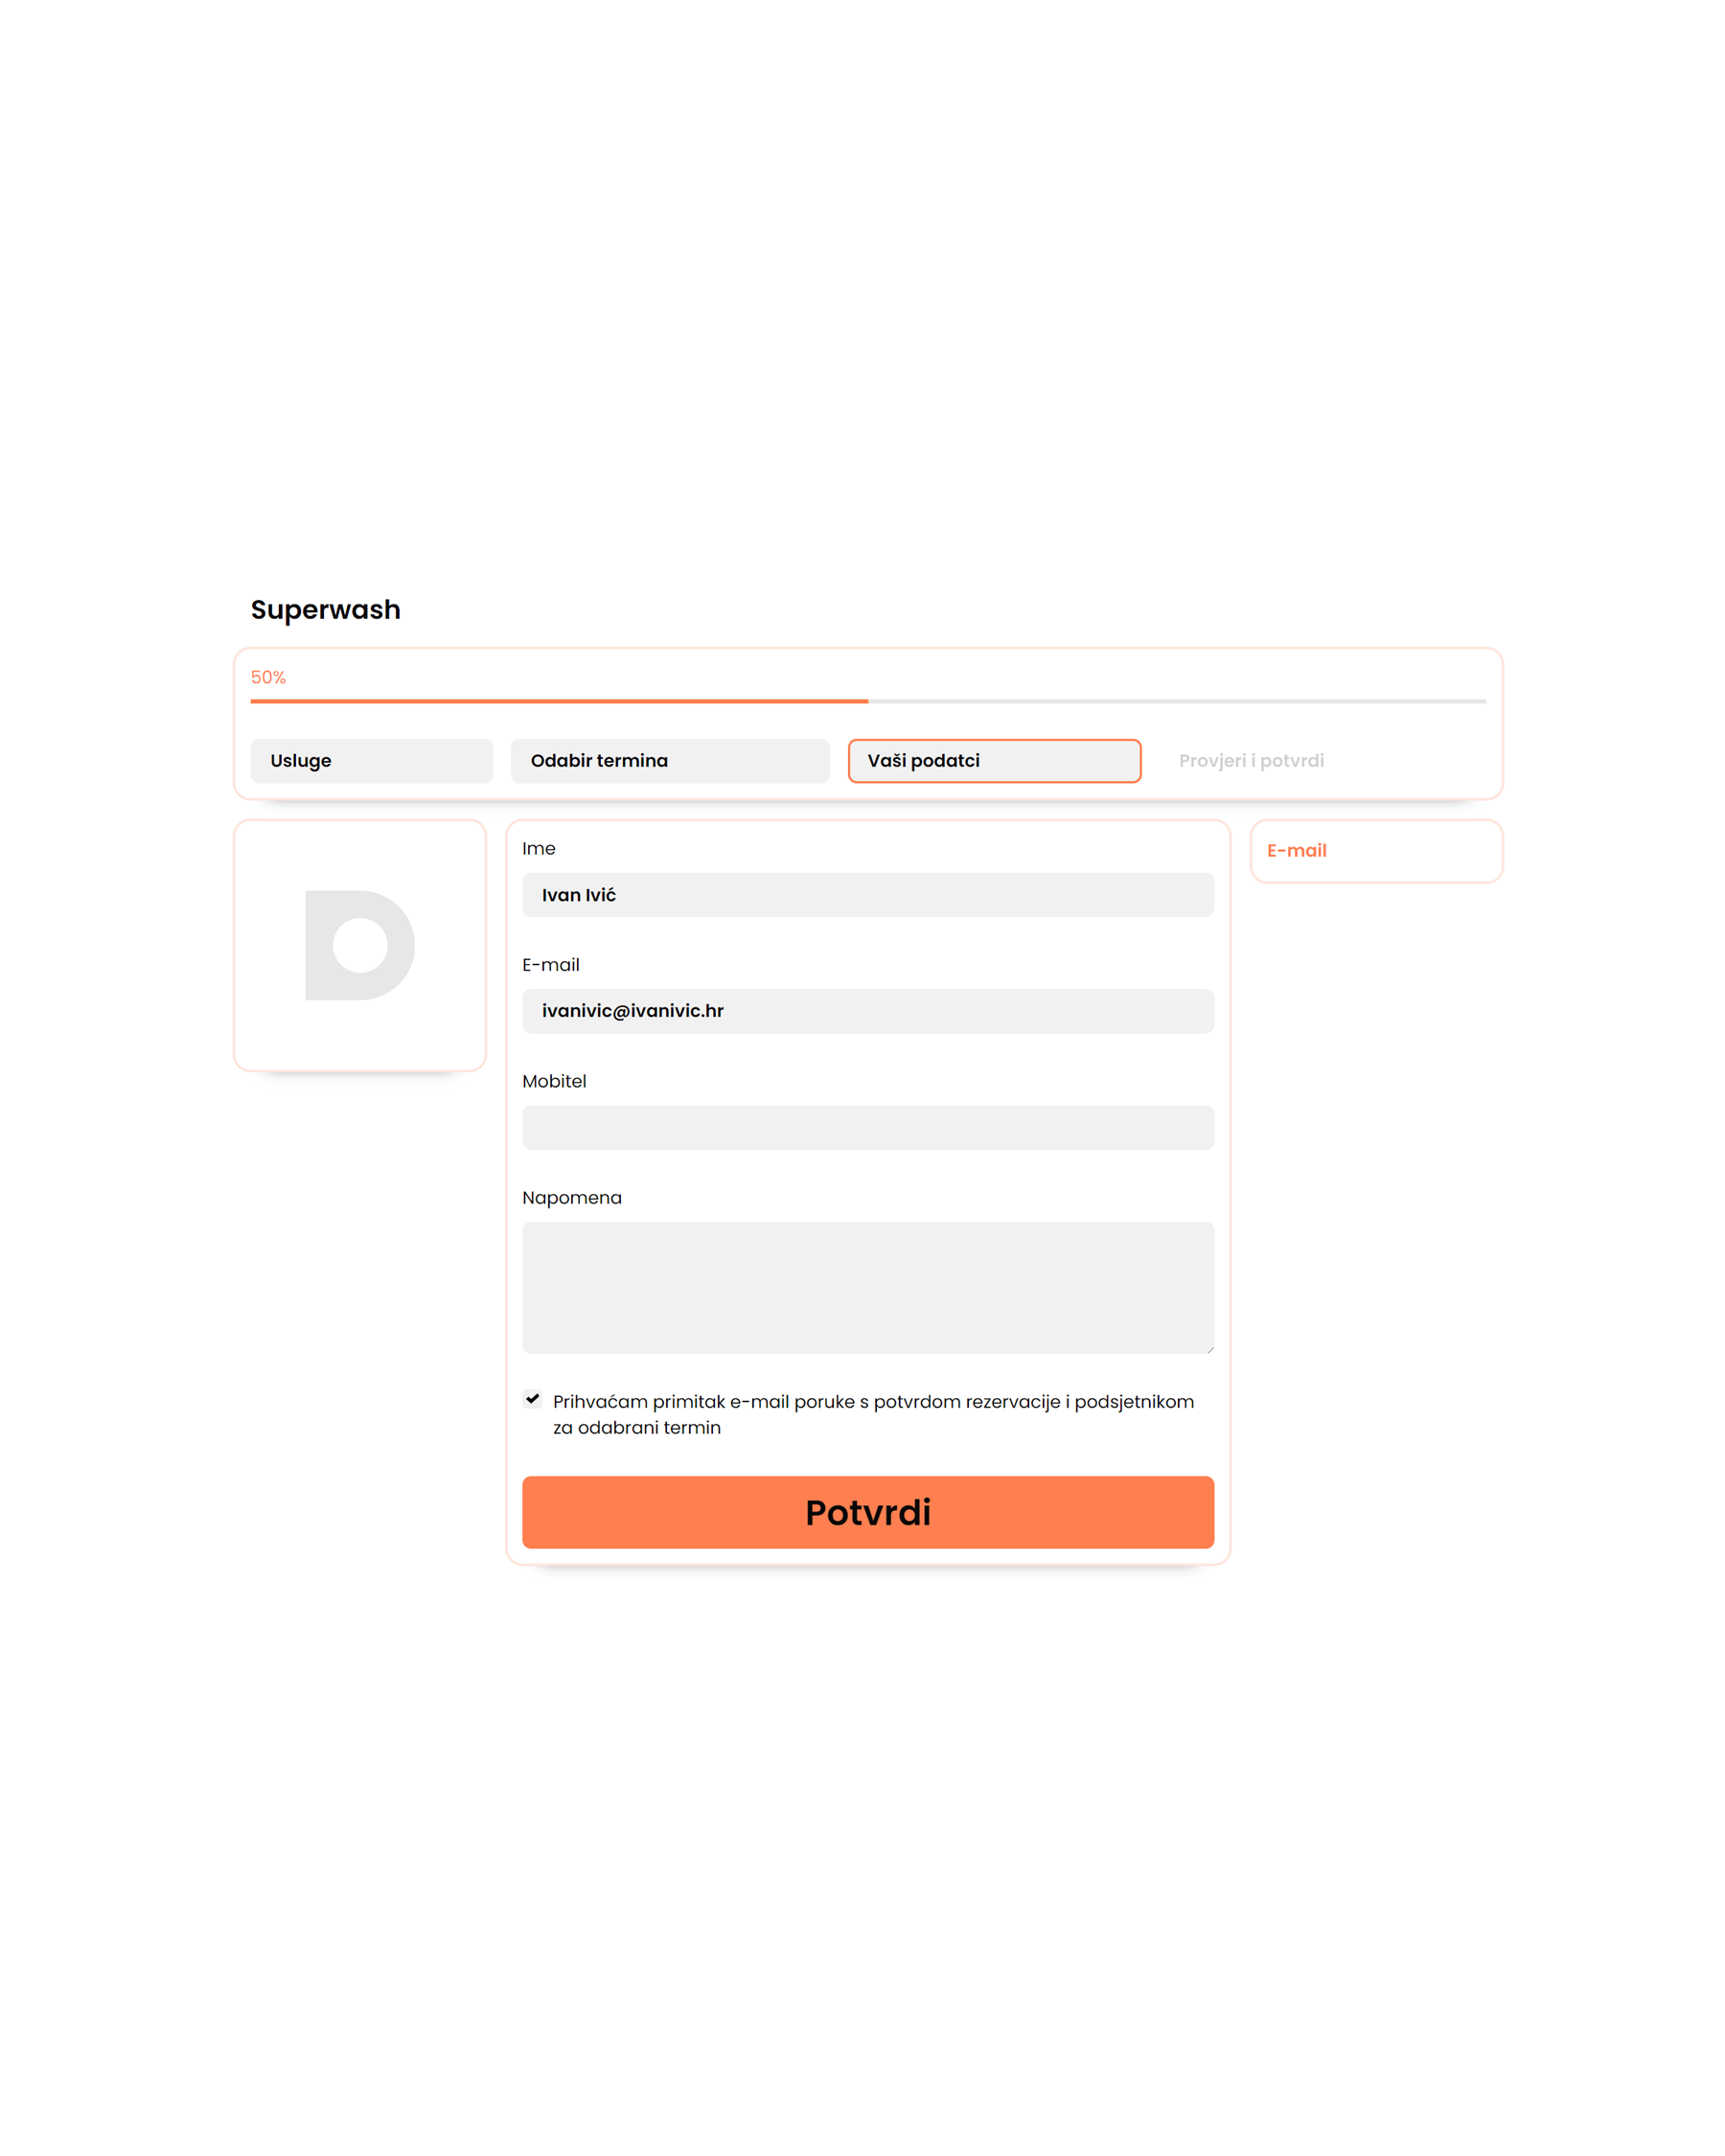 Superwash
50%
Usluge
Odabir termina
Vaši podatci
Provjeri i potvrdi
Ime
Ivan Ivić
E-mail
ivanivic@ivanivic.hr
Mobitel
Napomena
Prihvaćam primitak e-mail poruke s potvrdom rezervacije i podsjetnikom
za odabrani termin
Potvrdi
E-mail